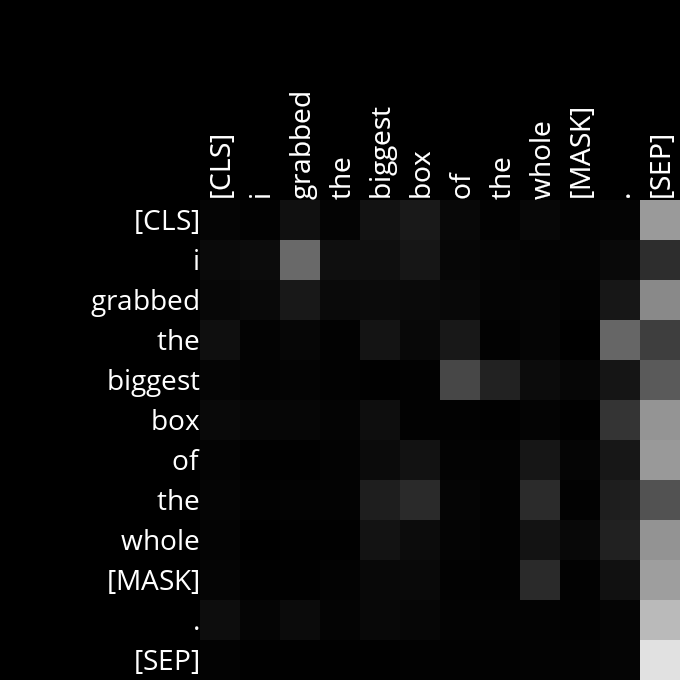 [CLS] i grabbed the biggest box of the whole [MASK] . [SEP]
[CLS]
i
grabbed
the
biggest
box
of
the
whole
[MASK]
.
[SEP]